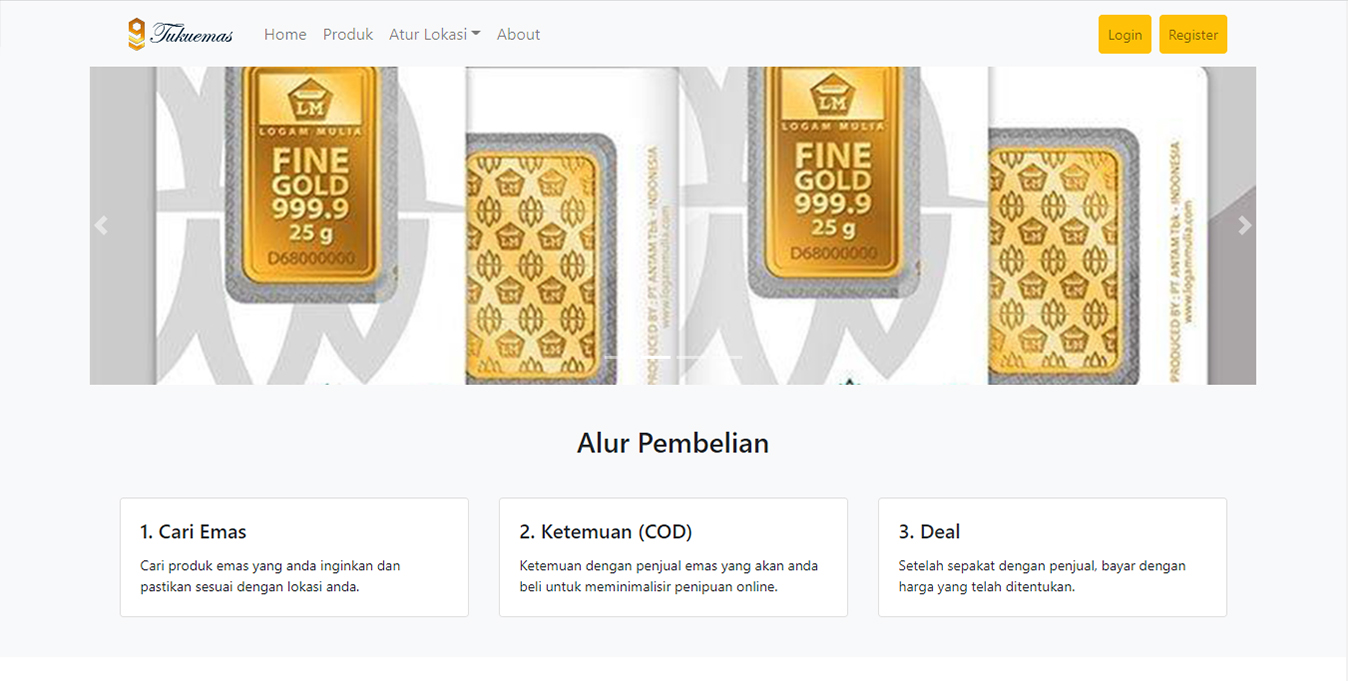 Tukuemas Home Produk Atur Lokasi About Login Register
LM
LOGAM MULIA
FINE
GOLD
999.9
25 g
D68000000
PRODUCED BY : PT ANTAM Tbk - INDONESIA
www.logammulia.com
LM
LOGAM MULIA
FINE
GOLD
999.9
25 g
D68000000
PRODUCED BY : PT ANTAM Tbk - INDONESIA
www.logammulia.com
Alur Pembelian
1. Cari Emas
Cari produk emas yang anda inginkan dan
pastikan sesuai dengan lokasi anda.
2. Ketemuan (COD)
Ketemuan dengan penjual emas yang akan anda
beli untuk meminimalisir penipuan online.
3. Deal
Setelah sepakat dengan penjual, bayar dengan
harga yang telah ditentukan.